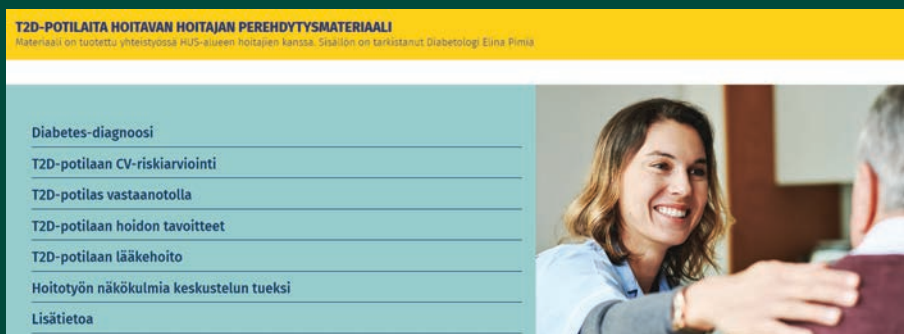 T2D-POTILAITA HOITAVAN HOITAJAN PEREHDYTYSMATERIAALI
Materiaali on tuotettu yhteistyössä HUS-alueen hoitajien kanssa. Sisällön on tarkistanut Diabetologi Elina Pimiä
Diabetes-diagnoosi
T2D-potilaan CV-riskiarviointi
T2D-potilas vastaanotolla
T2D-potilaan hoidon tavoitteet
T2D-potilaan lääkehoito
Hoitotyön näkökulmia keskustelun tueksi
Lisätietoa